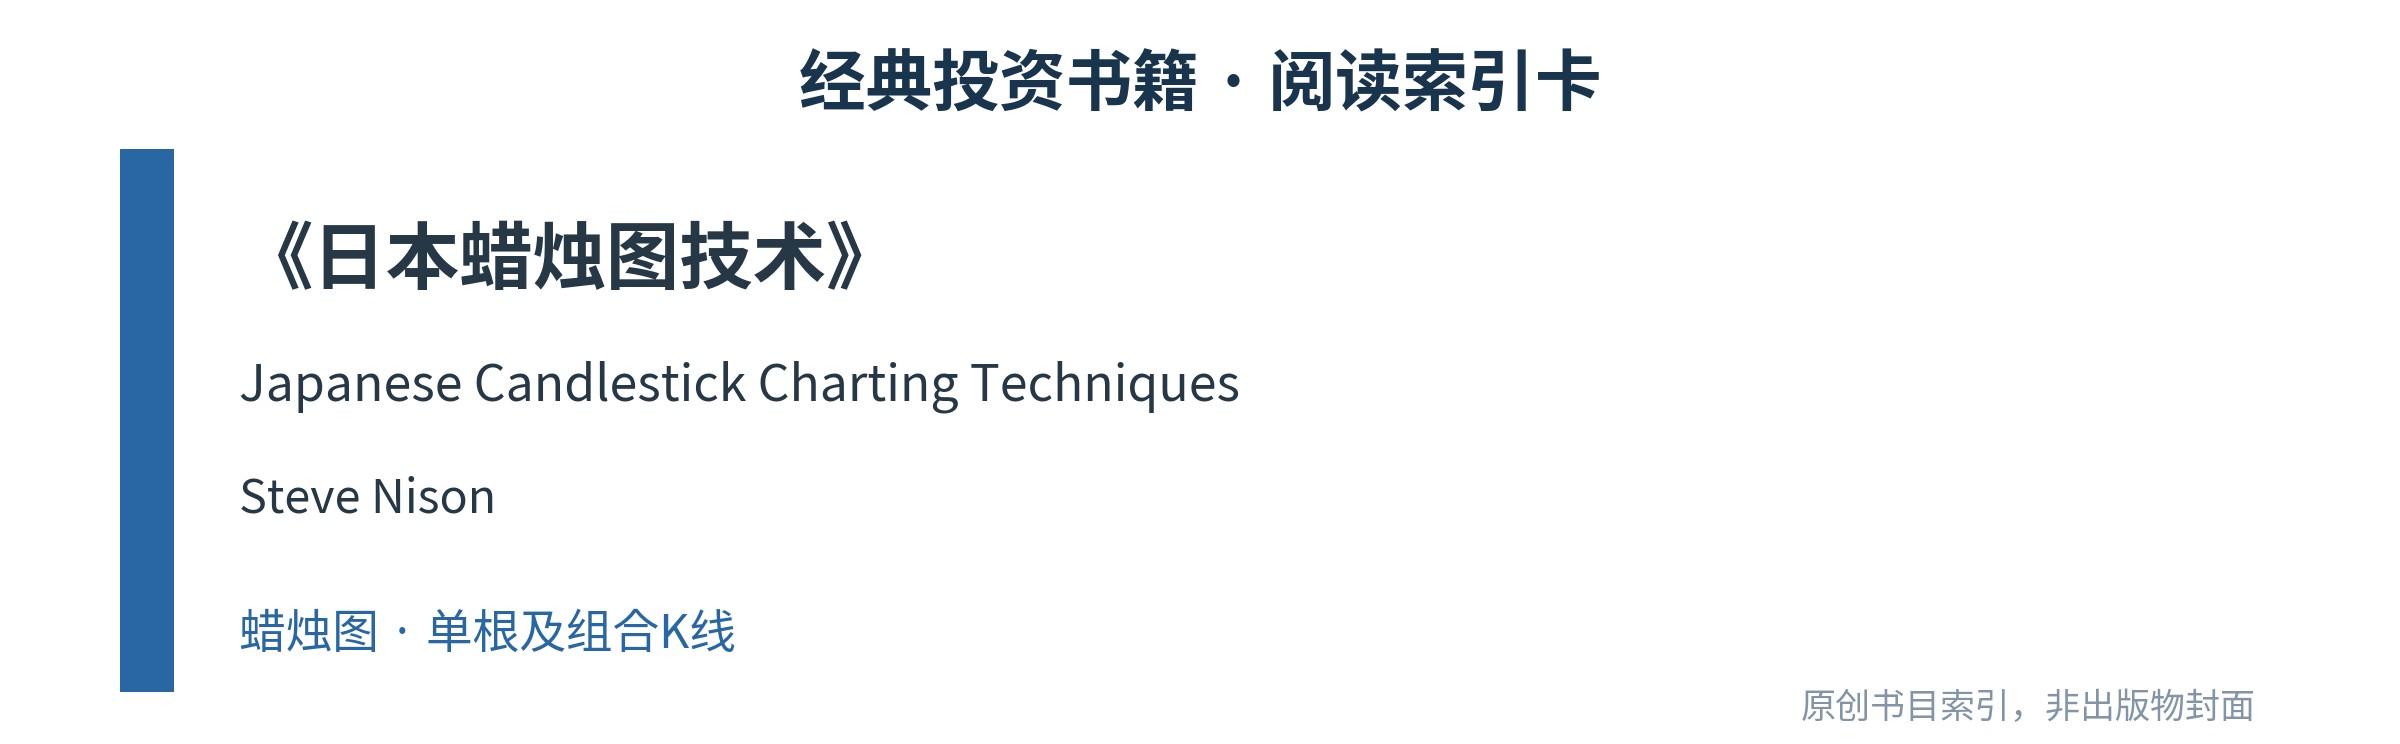 经典投资书籍 · 阅读索引卡
《日本蜡烛图技术》
Japanese Candlestick Charting Techniques
Steve Nison
蜡烛图 · 单根及组合K线
原创书目索引，非出版物封面